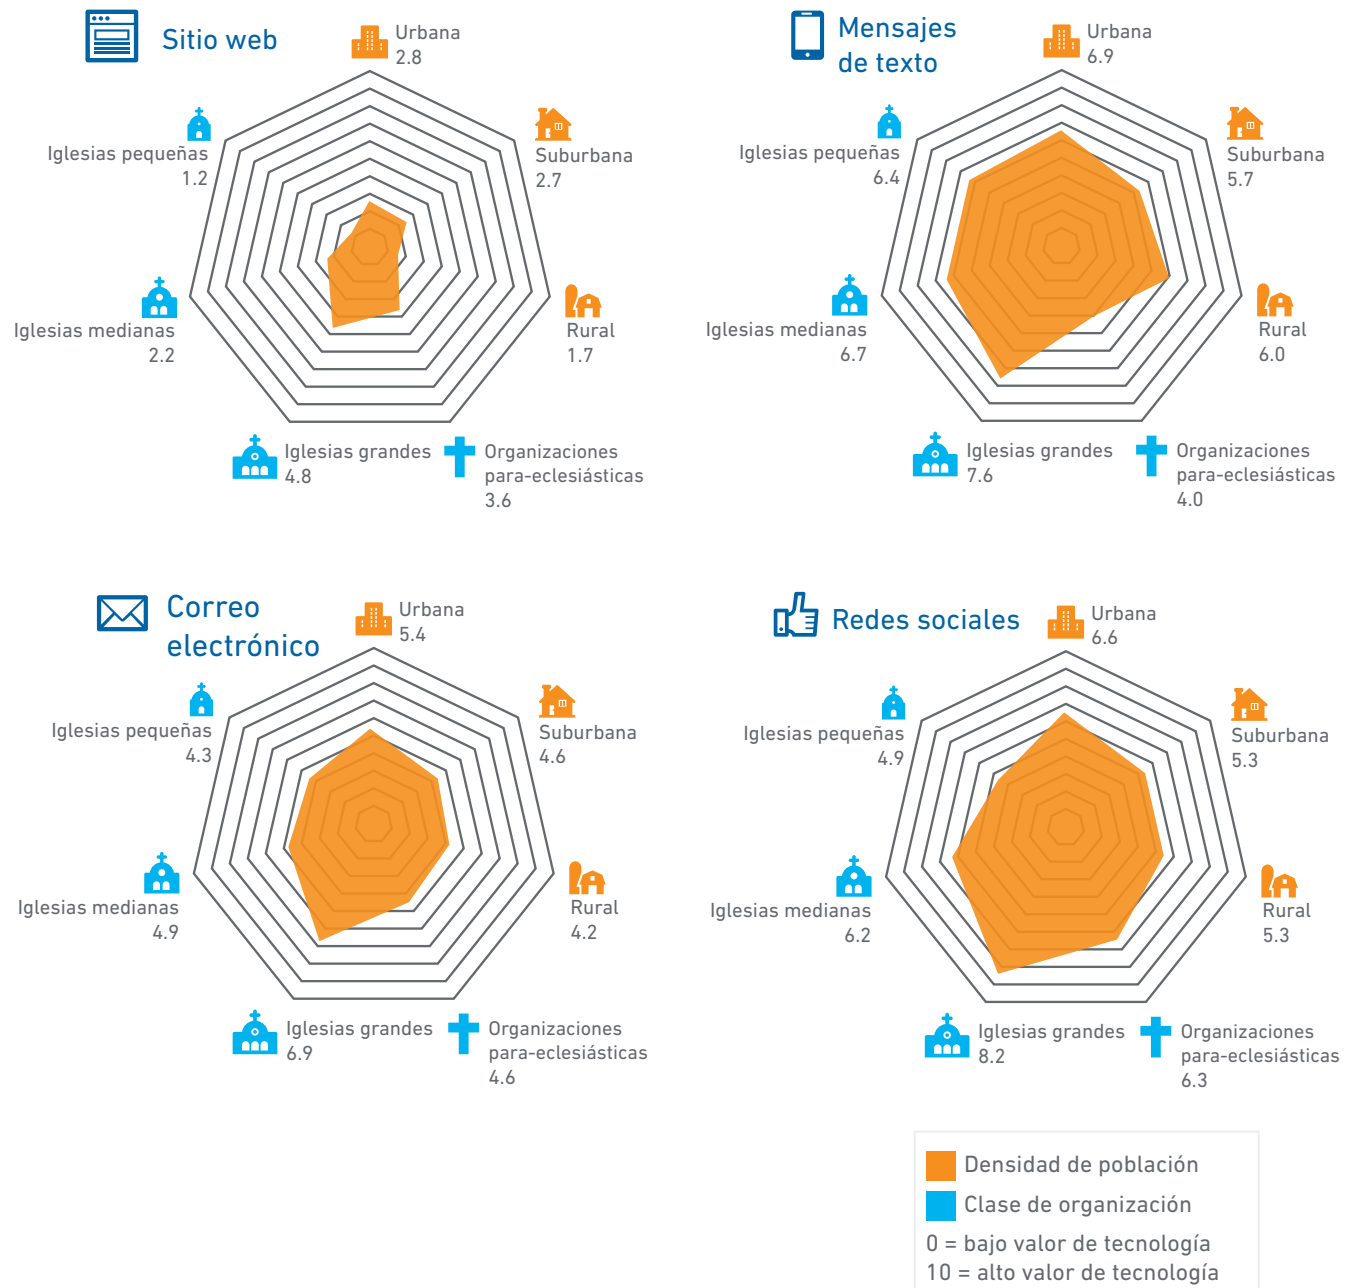 Sitio web
Urbana
2.8
Suburbana
2.7
Rural
1.7
Organizaciones
para-eclesiásticas
3.6
Iglesias grandes
4.8
Iglesias medianas
2.2
Iglesias pequeñas
1.2
Mensajes
de texto
Urbana
6.9
Suburbana
5.7
Rural
6.0
Organizaciones
para-eclesiásticas
4.0
Iglesias grandes
7.6
Iglesias medianas
6.7
Iglesias pequeñas
6.4
Correo
electrónico
Urbana
5.4
Suburbana
4.6
Rural
4.2
Organizaciones
para-eclesiásticas
4.6
Iglesias grandes
6.9
Iglesias medianas
4.9
Iglesias pequeñas
4.3
Redes sociales
Urbana
6.6
Suburbana
5.3
Rural
5.3
Organizaciones
para-eclesiásticas
6.3
Iglesias grandes
8.2
Iglesias medianas
6.2
Iglesias pequeñas
4.9
Densidad de población
Clase de organización
0 = bajo valor de tecnología
10 = alto valor de tecnología